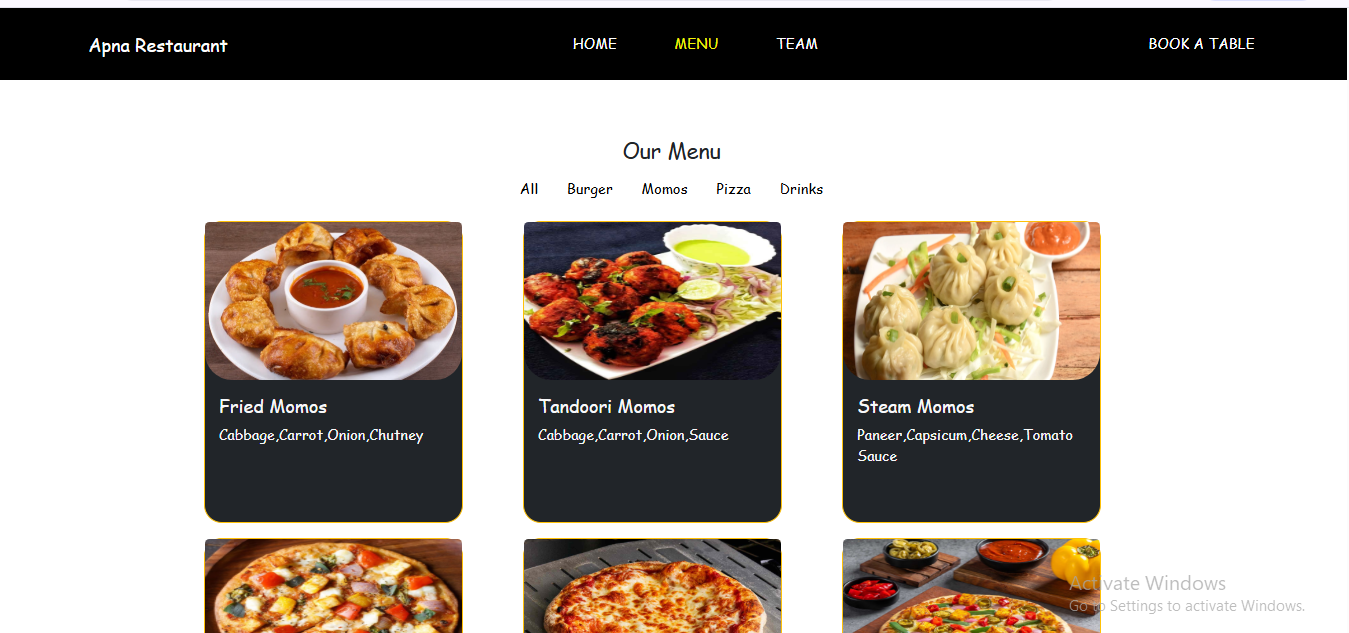 Apna Restaurant HOME MENU TEAM BOOK A TABLE
Our Menu
All Burger Momos Pizza Drinks
Fried Momos
Cabbage,Carrot,Onion,Chutney
Tandoori Momos
Cabbage,Carrot,Onion,Sauce
Steam Momos
Paneer,Capsicum,Cheese,Tomato
Sauce
Activate Windows
Go to Settings to activate Windows.